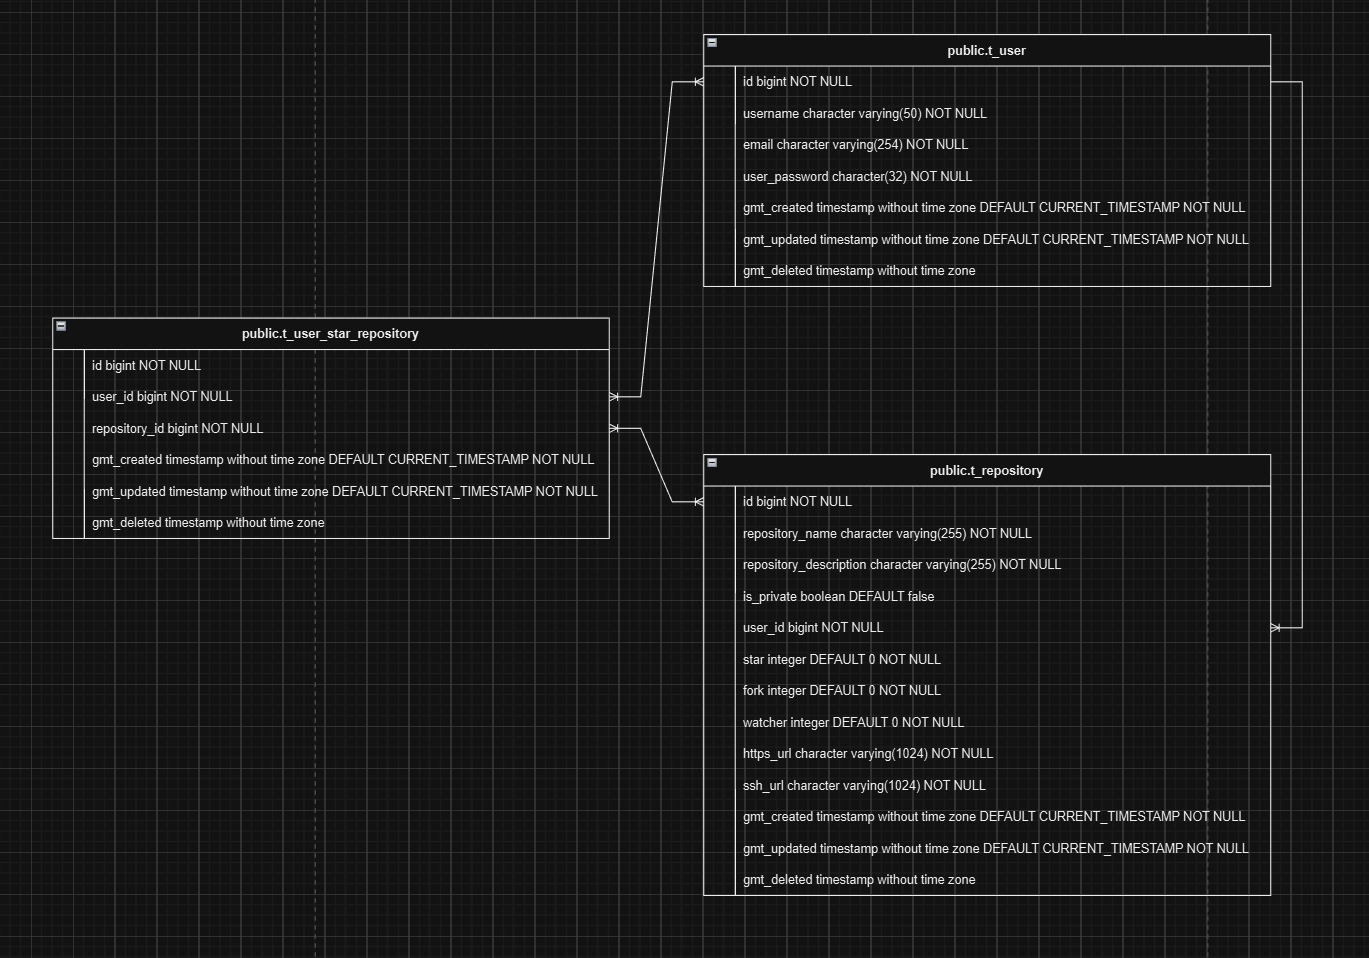 public.t_user
id bigint NOT NULL
username character varying(50) NOT NULL
email character varying(254) NOT NULL
user_password character(32) NOT NULL
gmt_created timestamp without time zone DEFAULT CURRENT_TIMESTAMP NOT NULL
gmt_updated timestamp without time zone DEFAULT CURRENT_TIMESTAMP NOT NULL
gmt_deleted timestamp without time zone
public.t_user_star_repository
id bigint NOT NULL
user_id bigint NOT NULL
repository_id bigint NOT NULL
gmt_created timestamp without time zone DEFAULT CURRENT_TIMESTAMP NOT NULL
gmt_updated timestamp without time zone DEFAULT CURRENT_TIMESTAMP NOT NULL
gmt_deleted timestamp without time zone
public.t_repository
id bigint NOT NULL
repository_name character varying(255) NOT NULL
repository_description character varying(255) NOT NULL
is_private boolean DEFAULT false
user_id bigint NOT NULL
star integer DEFAULT 0 NOT NULL
fork integer DEFAULT 0 NOT NULL
watcher integer DEFAULT 0 NOT NULL
https_url character varying(1024) NOT NULL
ssh_url character varying(1024) NOT NULL
gmt_created timestamp without time zone DEFAULT CURRENT_TIMESTAMP NOT NULL
gmt_updated timestamp without time zone DEFAULT CURRENT_TIMESTAMP NOT NULL
gmt_deleted timestamp without time zone